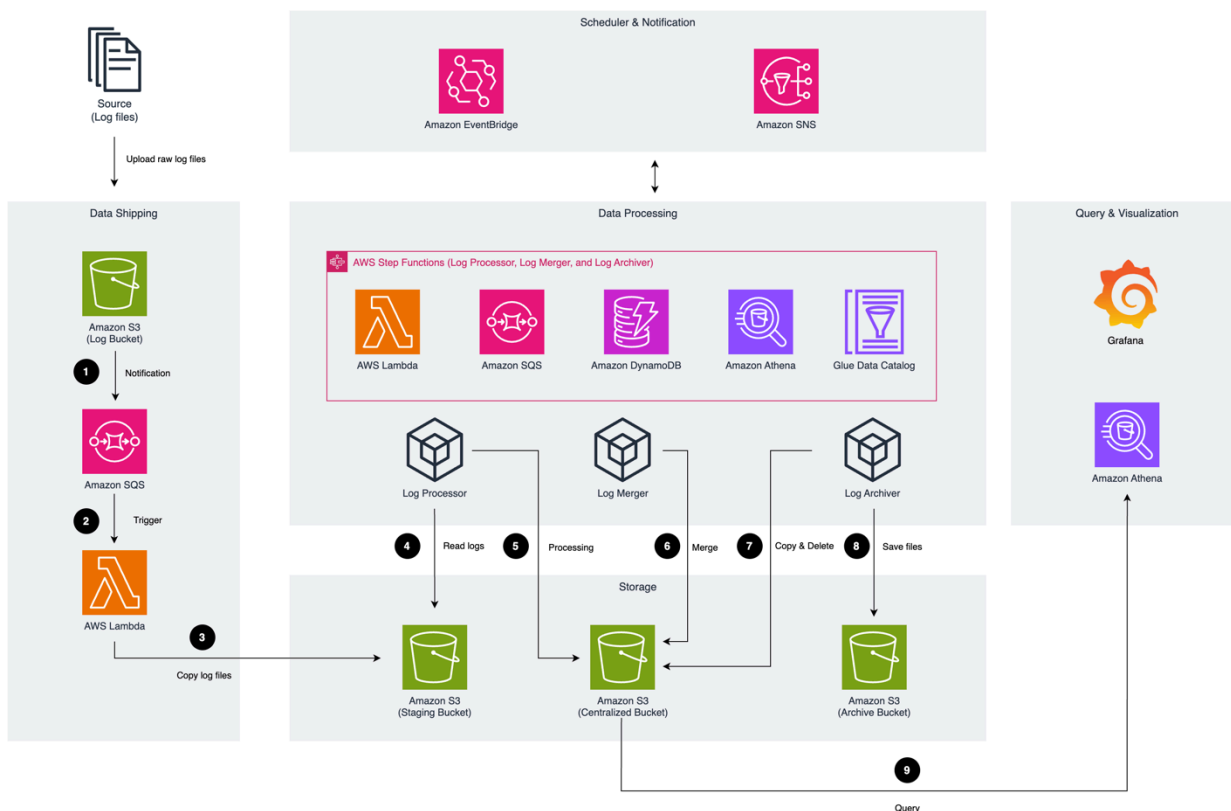 Scheduler & Notification
Amazon EventBridge
Amazon SNS
Source
(Log files)
Upload raw log files
Data Shipping
Amazon S3
(Log Bucket)
1
Notification
Amazon SQS
2
Trigger
AWS Lambda
3
Copy log files
Data Processing
AWS Step Functions (Log Processor, Log Merger, and Log Archiver)
AWS Lambda
Amazon SQS
Amazon DynamoDB
Amazon Athena
Glue Data Catalog
Log Processor
Log Merger
Log Archiver
4
Read logs
5
Processing
6
Merge
7
Copy & Delete
8
Save files
Storage
Amazon S3
(Staging Bucket)
Amazon S3
(Centralized Bucket)
Amazon S3
(Archive Bucket)
Query & Visualization
Grafana
Amazon Athena
9
Query